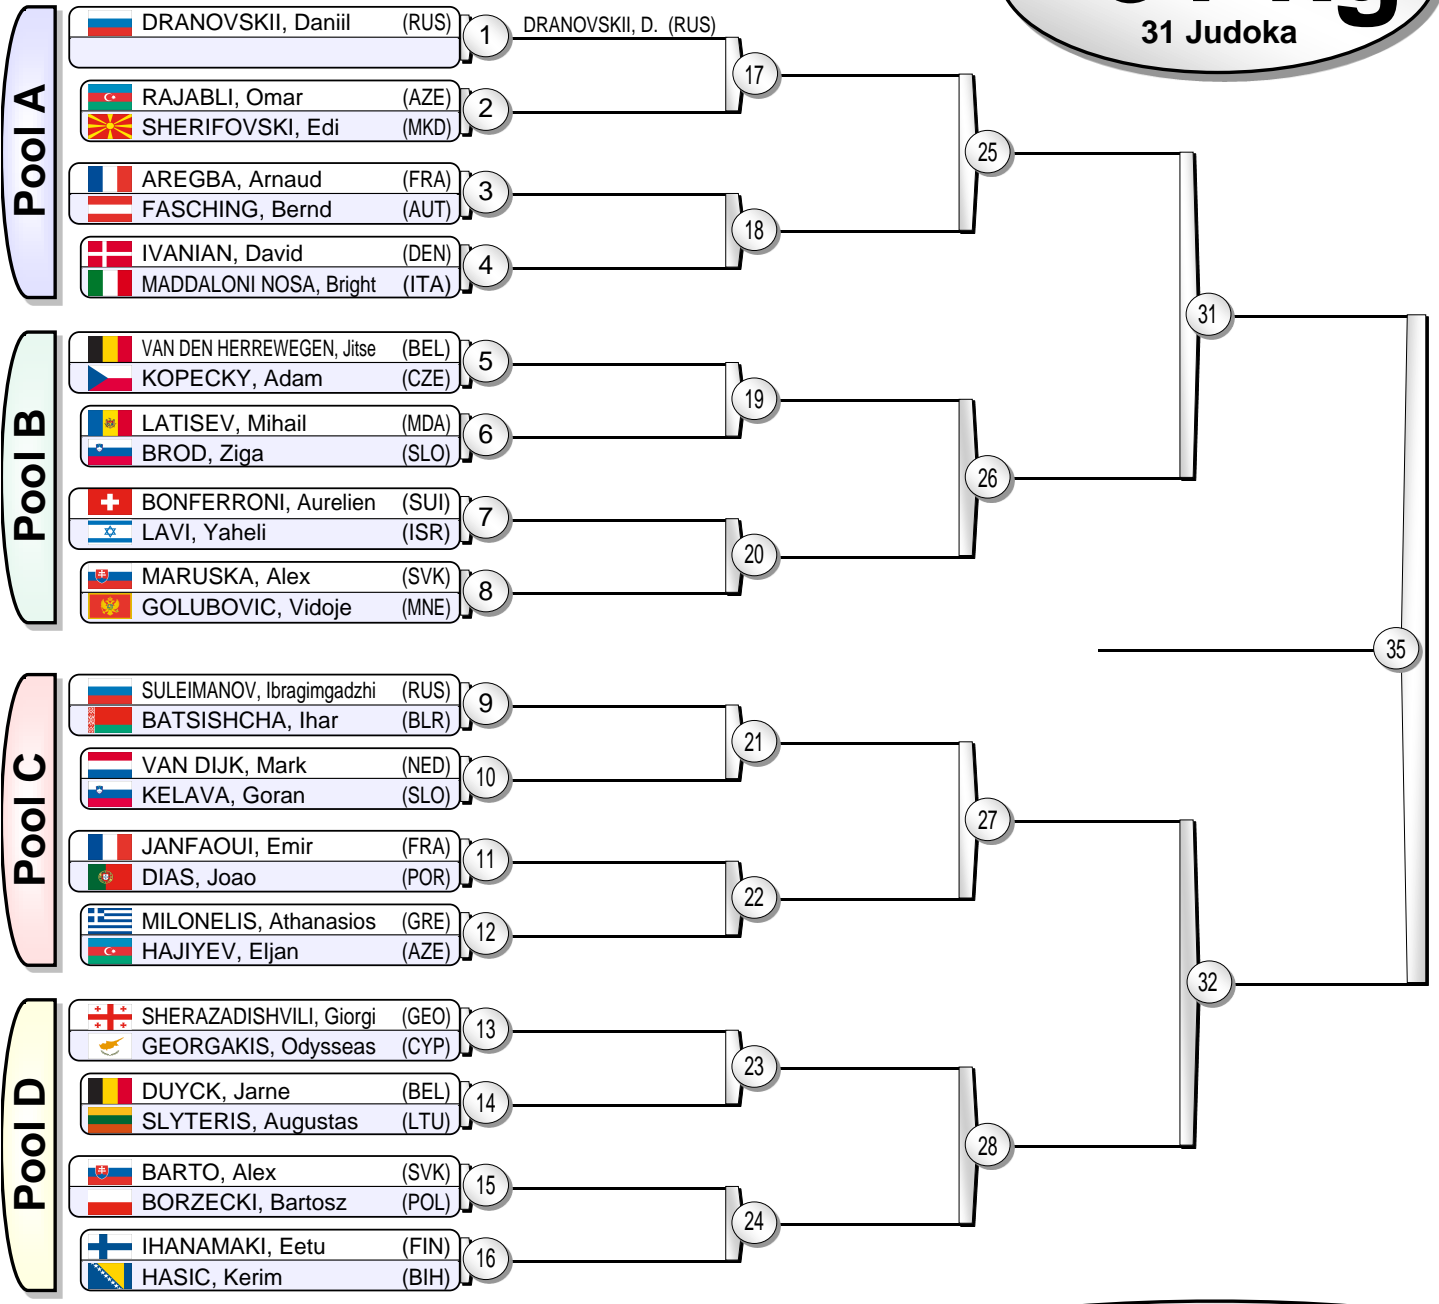 31 Judoka
Pool A
DRANOVSKII, Daniil (RUS)
1
DRANOVSKII, D. (RUS)
17
RAJABLI, Omar (AZE)
2
SHERIFOVSKI, Edi (MKD)
25
AREGBA, Arnaud (FRA)
3
FASCHING, Bernd (AUT)
18
IVANIAN, David (DEN)
4
MADDALONI NOSA, Bright (ITA)
31
Pool B
VAN DEN HERREWEGEN, Jitse (BEL)
5
KOPECKY, Adam (CZE)
19
LATISEV, Mihail (MDA)
6
BROD, Ziga (SLO)
26
BONFERRONI, Aurelien (SUI)
7
LAVI, Yaheli (ISR)
20
MARUSKA, Alex (SVK)
8
GOLUBOVIC, Vidoje (MNE)
35
Pool C
SULEIMANOV, Ibragimgadzhi (RUS)
9
BATSISHCHA, Ihar (BLR)
21
VAN DIJK, Mark (NED)
10
KELAVA, Goran (SLO)
27
JANFAOUI, Emir (FRA)
11
DIAS, Joao (POR)
22
MILONELIS, Athanasios (GRE)
12
HAJIYEV, Eljan (AZE)
32
Pool D
SHERAZADISHVILI, Giorgi (GEO)
13
GEORGAKIS, Odysseas (CYP)
23
DUYCK, Jarne (BEL)
14
SLYTERIS, Augustas (LTU)
28
BARTO, Alex (SVK)
15
BORZECKI, Bartosz (POL)
24
IHANAMAKI, Eetu (FIN)
16
HASIC, Kerim (BIH)